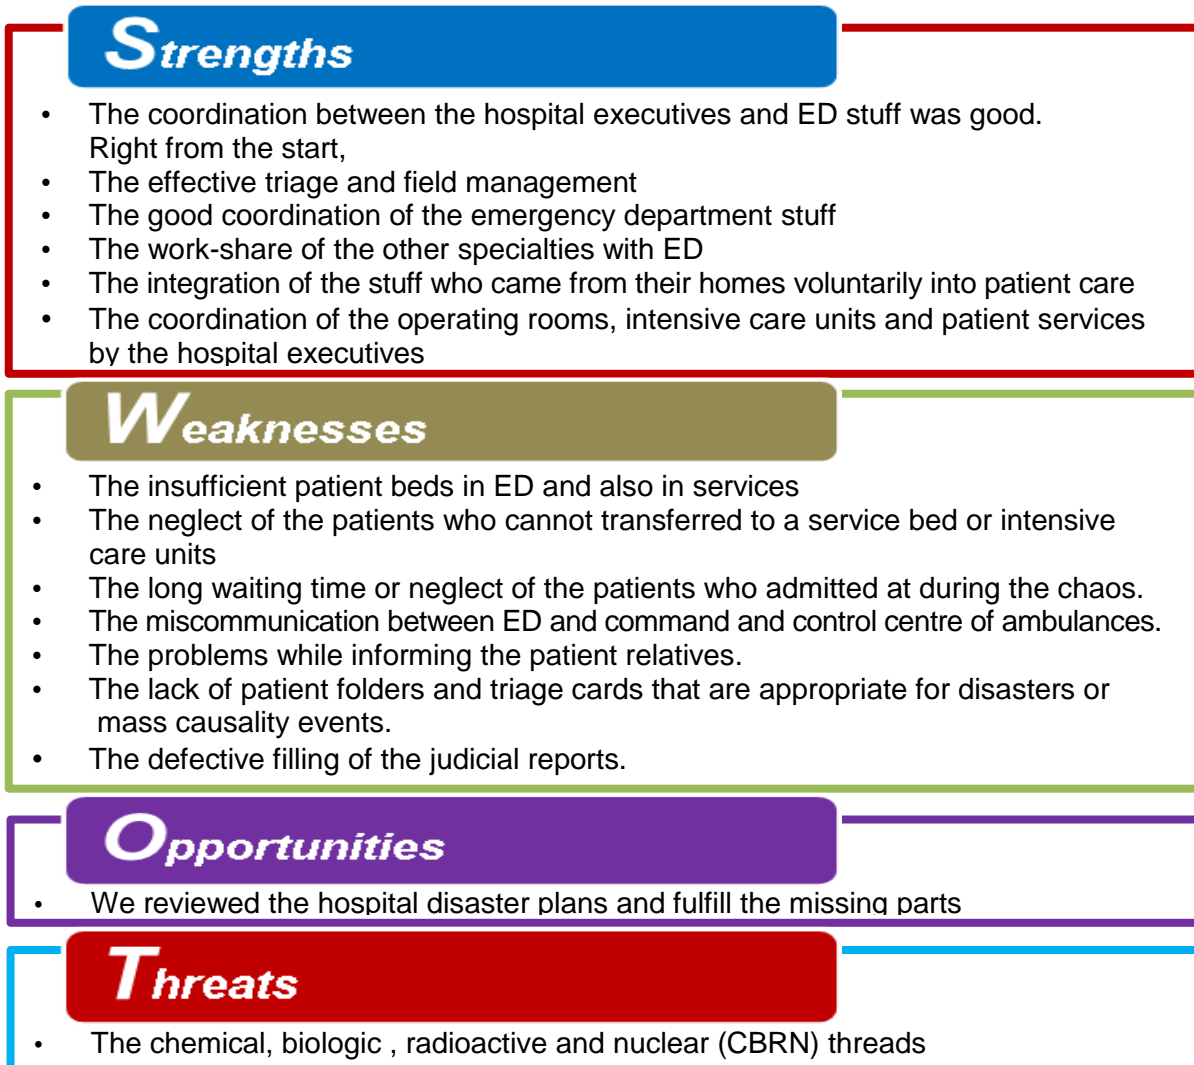 Strengths
• The coordination between the hospital executives and ED stuff was good.
Right from the start,
• The effective triage and field management
• The good coordination of the emergency department stuff
• The work-share of the other specialties with ED
• The integration of the stuff who came from their homes voluntarily into patient care
• The coordination of the operating rooms, intensive care units and patient services
by the hospital executives
Weaknesses
• The insufficient patient beds in ED and also in services
• The neglect of the patients who cannot transferred to a service bed or intensive
care units
• The long waiting time or neglect of the patients who admitted at during the chaos.
• The miscommunication between ED and command and control centre of ambulances.
• The problems while informing the patient relatives.
• The lack of patient folders and triage cards that are appropriate for disasters or
mass causality events.
• The defective filling of the judicial reports.
Opportunities
• We reviewed the hospital disaster plans and fulfill the missing parts
Threats
• The chemical, biologic , radioactive and nuclear (CBRN) threads